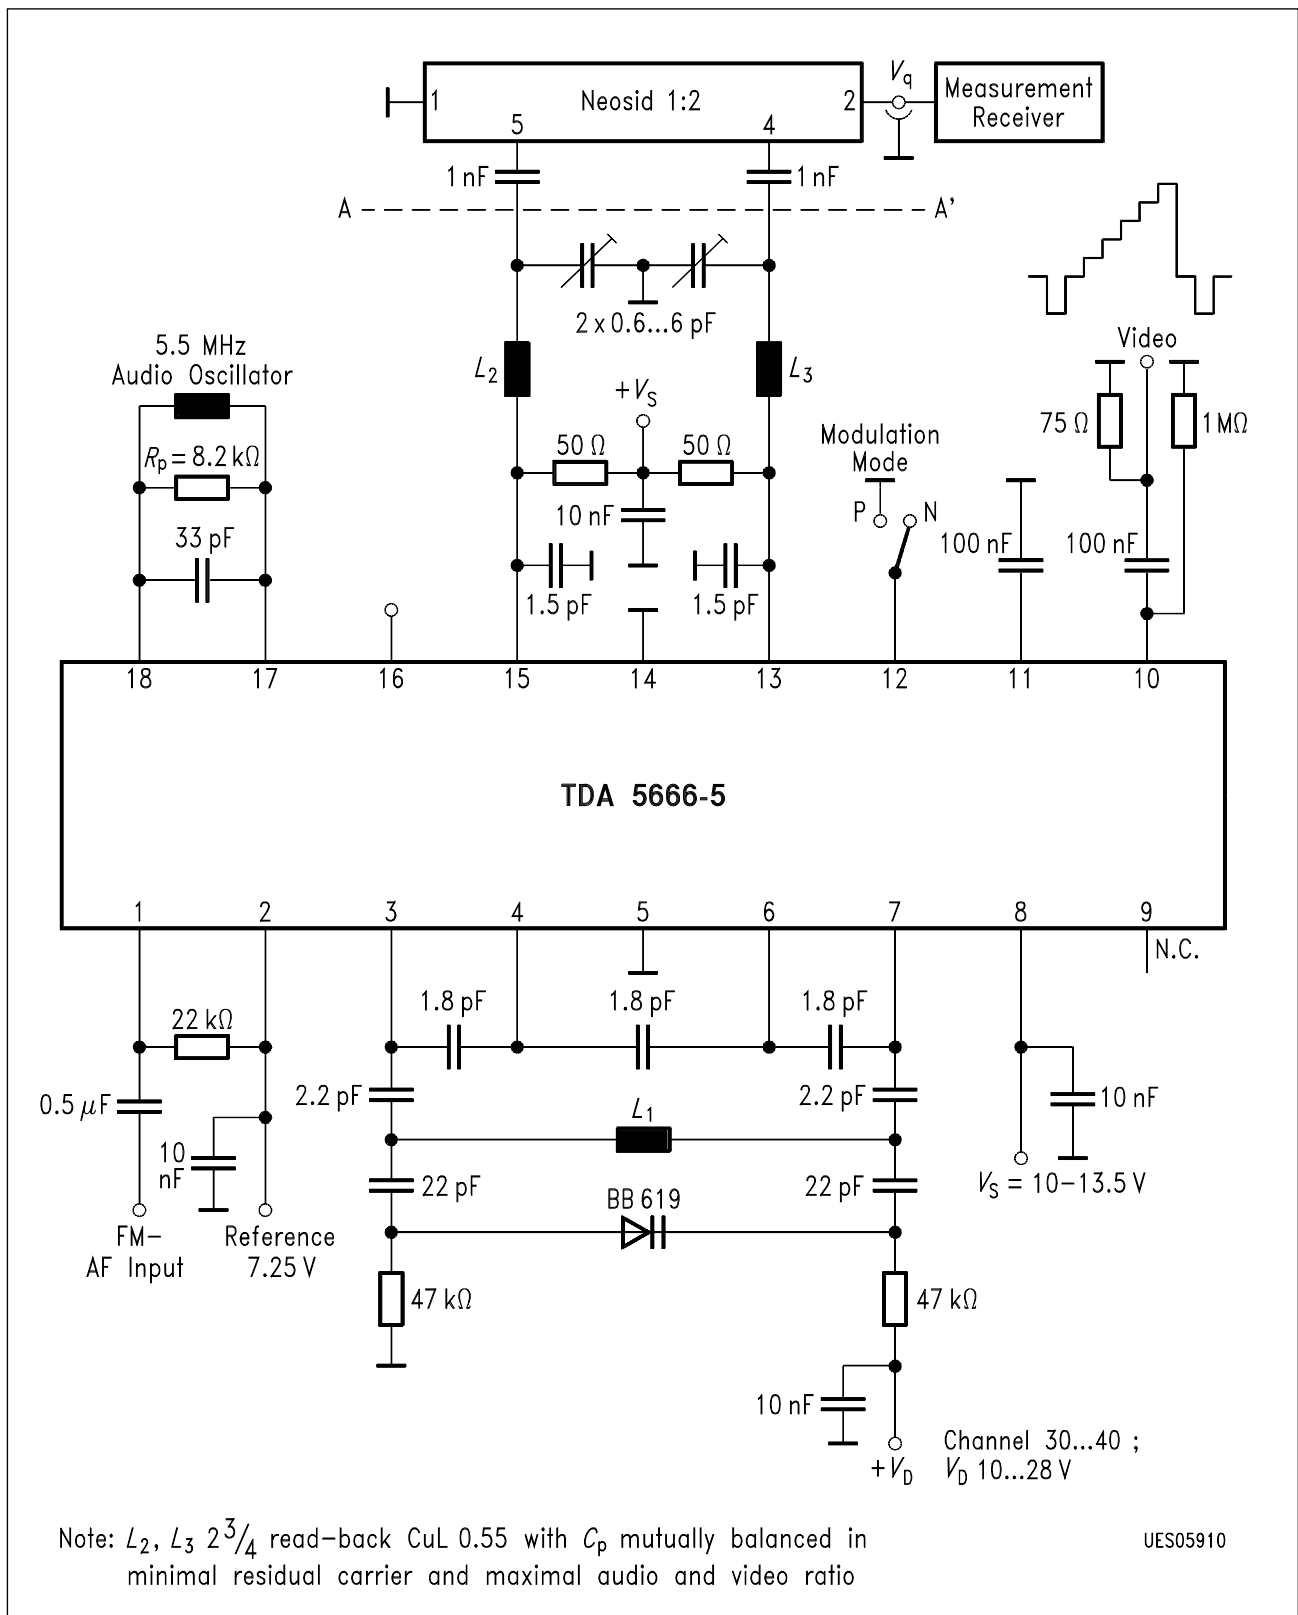 1 Neosid 1:2 2
5 4
V_q
Measurement
Receiver
1 nF 1 nF
A A'
2 x 0.6...6 pF
5.5 MHz
Audio Oscillator
R_p = 8.2 kΩ
33 pF
L_2 L_3
+V_S
50 Ω 50 Ω
10 nF
1.5 pF 1.5 pF
Modulation
Mode
P N
Video
75 Ω 1 MΩ
100 nF 100 nF
18 17 16 15 14 13 12 11 10
TDA 5666-5
1 2 3 4 5 6 7 8 9
N.C.
22 kΩ
0.5 μF
10
nF
FM-
AF Input
Reference
7.25 V
1.8 pF 1.8 pF 1.8 pF
2.2 pF 2.2 pF
L_1
22 pF 22 pF
BB 619
47 kΩ 47 kΩ
10 nF
V_S = 10-13.5 V
10 nF
+V_D
Channel 30...40 ;
V_D 10...28 V
Note: L_2, L_3 2 3/4 read-back CuL 0.55 with C_p mutually balanced in
minimal residual carrier and maximal audio and video ratio
UES05910